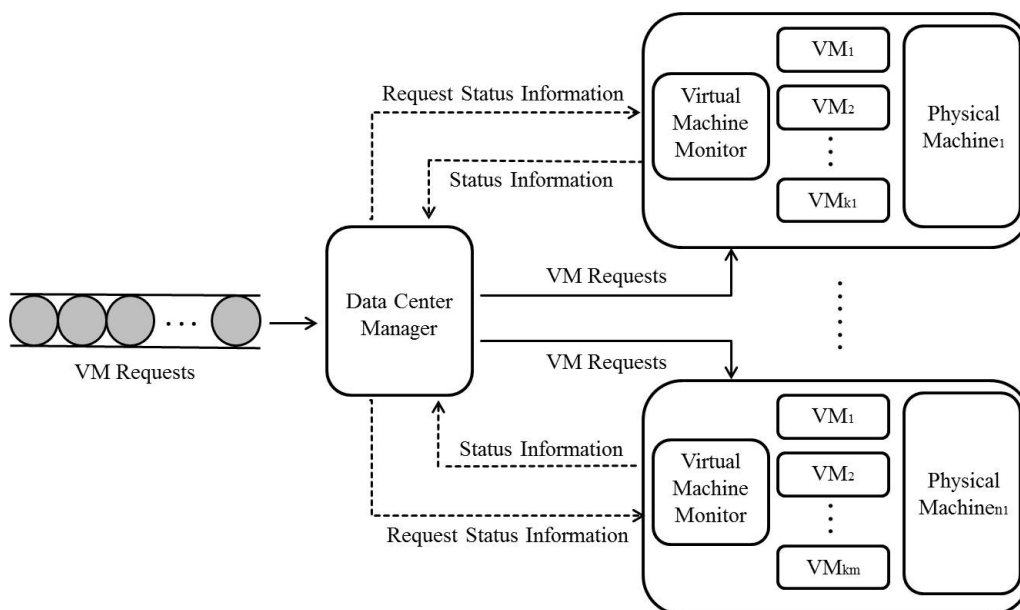 VM Requests
Data Center
Manager
Request Status Information
Status Information
VM Requests
VM Requests
Status Information
Request Status Information
Virtual
Machine
Monitor
VM1
VM2
VMk1
Physical
Machine1
Virtual
Machine
Monitor
VM1
VM2
VMkm
Physical
Machinen1